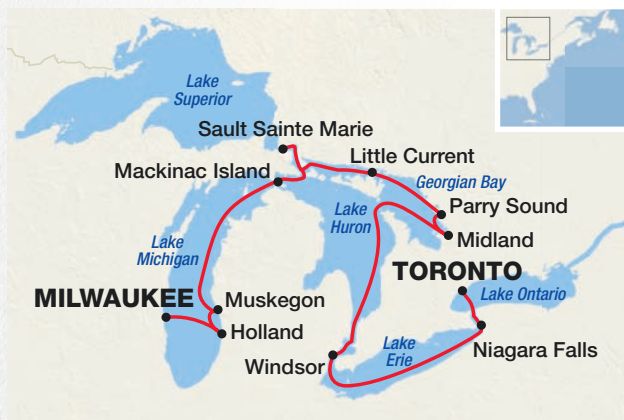 Lake
Superior
Sault Sainte Marie
Little Current
Mackinac Island
Georgian Bay
Parry Sound
Lake
Huron
Midland
Lake
Michigan
TORONTO
MILWAUKEE
Lake Ontario
Muskegon
Holland
Lake
Erie
Niagara Falls
Windsor